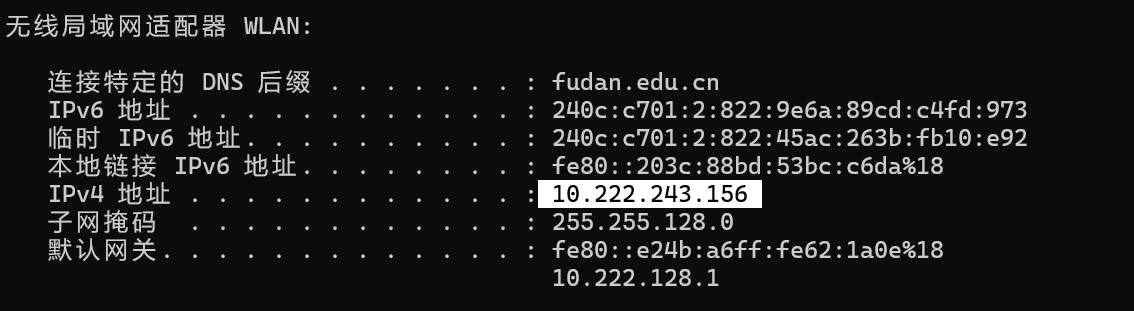 无线局域网适配器 WLAN:
连接特定的 DNS 后缀 . . . . . . . : fudan.edu.cn
IPv6 地址 . . . . . . . . . . . . : 240c:c701:2:822:9e6a:89cd:c4fd:973
临时 IPv6 地址. . . . . . . . . . : 240c:c701:2:822:45ac:263b:fb10:e92
本地链接 IPv6 地址. . . . . . . . : fe80::203c:88bd:53bc:c6da%18
IPv4 地址 . . . . . . . . . . . . : 10.222.243.156
子网掩码  . . . . . . . . . . . . : 255.255.128.0
默认网关. . . . . . . . . . . . . : fe80::e24b:a6ff:fe62:1a0e%18
10.222.128.1